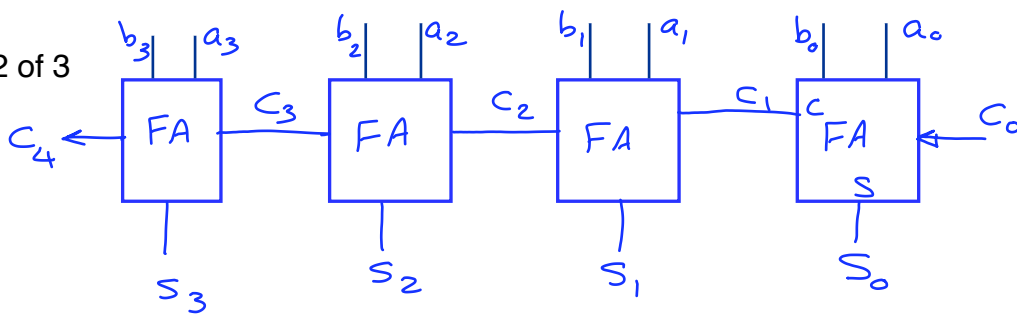 b₃ a₃ b₂ a₂ b₁ a₁ b₀ a₀
2 of 3
C₃ C₂ C₁ C
C₄ FA FA FA FA C₀
S
S₃ S₂ S₁ S₀